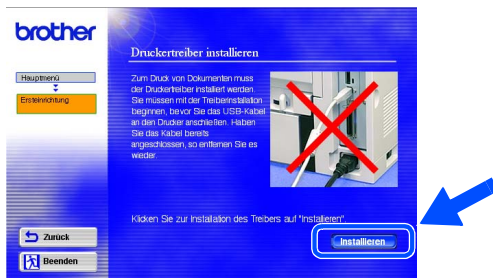 brother
Druckertreiber installieren
Hauptmenü
Ersteinrichtung
Zum Druck von Dokumenten muss
der Druckertreiber installiert werden.
Sie müssen mit der Treiberinstallation
beginnen, bevor Sie das USB-Kabel
an den Drucker anschließen. Haben
Sie das Kabel bereits
angeschlossen, so entfernen Sie es
wieder.
Klicken Sie zur Installation des Treibers auf "Installieren".
Installieren
Zurück
Beenden